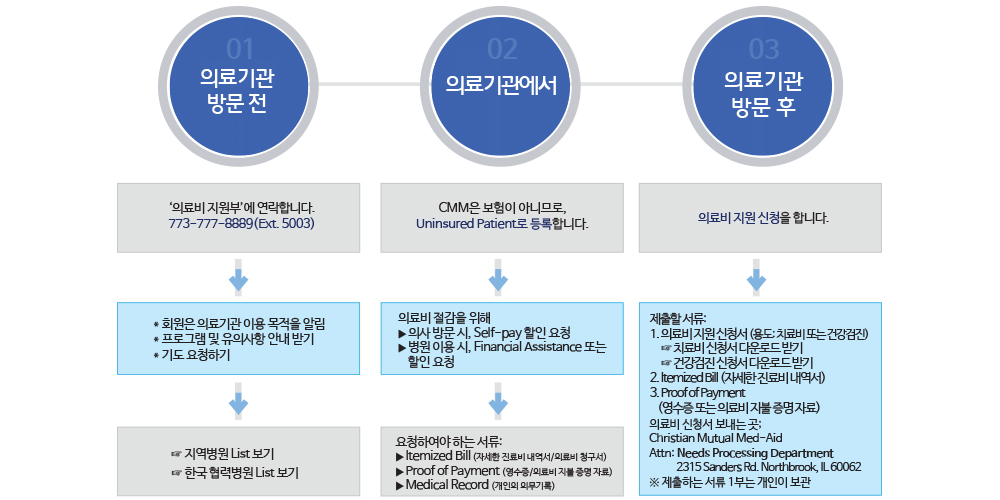 01
의료기관
방문 전
02
의료기관에서
03
의료기관
방문 후
‘의료비 지원부’에 연락합니다.
773-777-8889(Ext. 5003)
* 회원은 의료기관 이용 목적을 알림
* 프로그램 및 유의사항 안내 받기
* 기도 요청하기
☞ 지역병원 List 보기
☞ 한국 협력병원 List 보기
CMM은 보험이 아니므로,
Uninsured Patient로 등록합니다.
의료비 절감을 위해
▶ 의사 방문 시, Self-pay 할인 요청
▶ 병원 이용 시, Financial Assistance 또는
할인 요청
요청하여야 하는 서류:
▶ Itemized Bill (자세한 진료비 내역서/의료비 청구서)
▶ Proof of Payment (영수증/의료비 지불 증명 자료)
▶ Medical Record (개인의 의무기록)
의료비 지원 신청을 합니다.
제출할 서류:
1. 의료비 지원 신청서 (용도: 치료비 또는 건강검진)
☞ 치료비 신청서 다운로드 받기
☞ 건강검진 신청서 다운로드 받기
2. Itemized Bill (자세한 진료비 내역서)
3. Proof of Payment
(영수증 또는 의료비 지불 증명 자료)
의료비 신청서 보내는 곳:
Christian Mutual Med-Aid
Attn: Needs Processing Department
2315 Sanders Rd. Northbrook, IL 60062
※ 제출하는 서류 1부는 개인이 보관